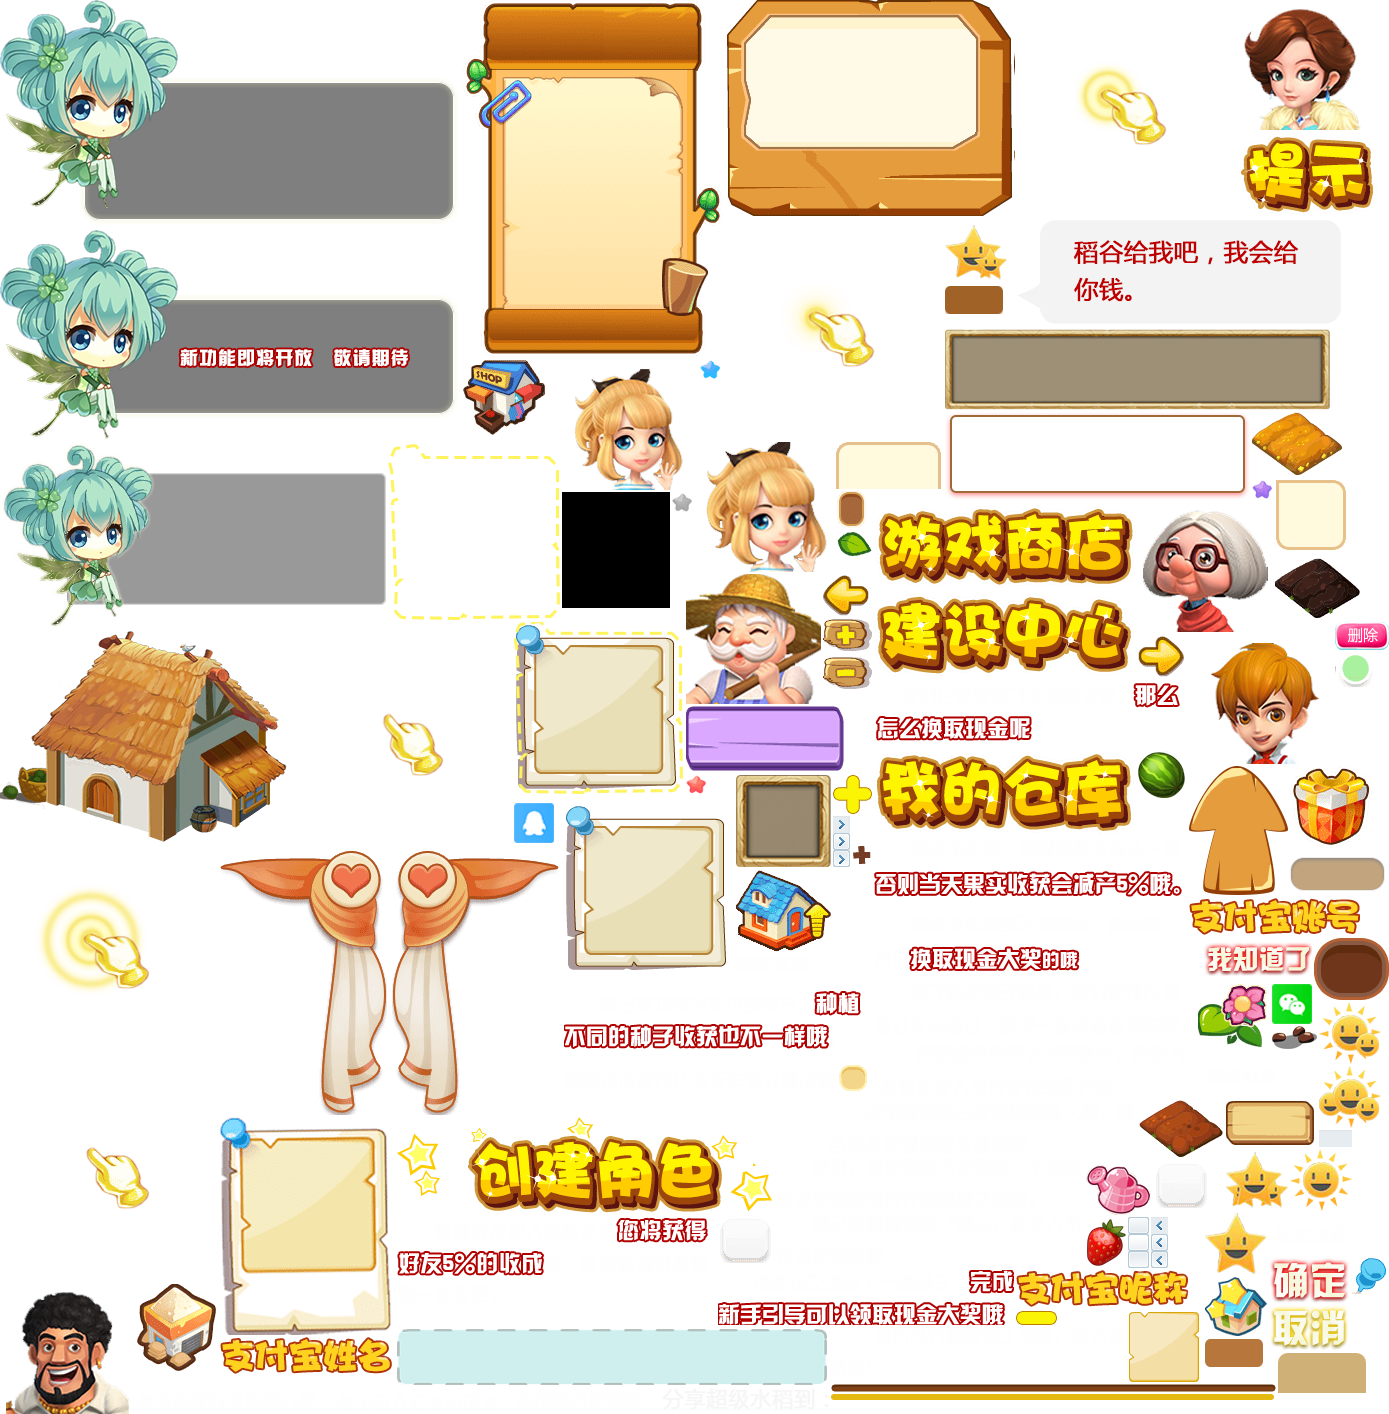 提示
稻谷给我吧，我会给
你钱。
新功能即将开放 敬请期待
SHOP
游戏商店
建设中心
删除
那么
怎么换取现金呢
我的仓库
否则当天果实收获会减产5%哦。
支付宝账号
换取现金大奖的哦
我知道了
种植
不同的种子收获也不一样哦
创建角色
您将获得
好友5%的收成
完成
支付宝昵称
确定
新手引导可以领取现金大奖哦
取消
支付宝姓名
分享超级水稻到：